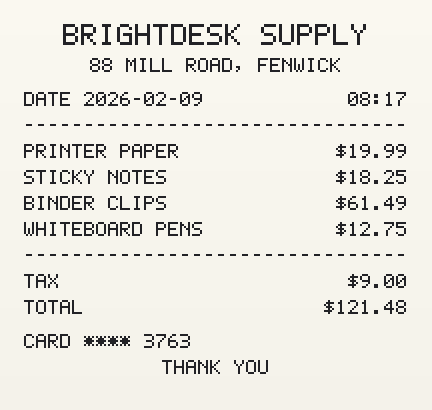 BRIGHTDESK SUPPLY
88 MILL ROAD, FENWICK
DATE 2026-02-09 08:17
--------------------------------
PRINTER PAPER $19.99
STICKY NOTES $18.25
BINDER CLIPS $61.49
WHITEBOARD PENS $12.75
--------------------------------
TAX $9.00
TOTAL $121.48
CARD **** 3763
THANK YOU